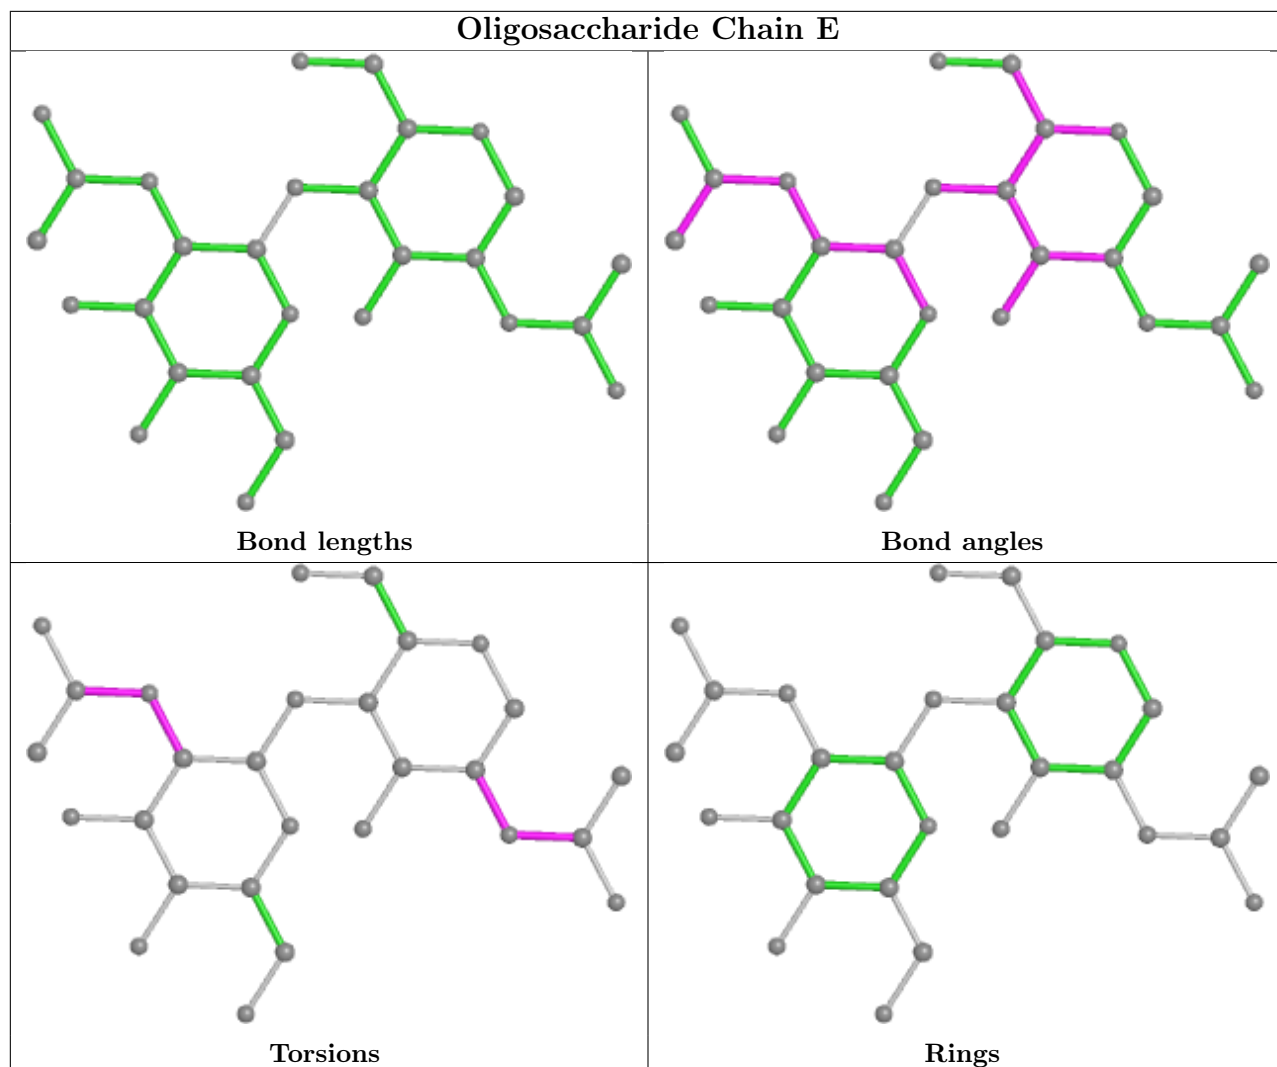 Oligosaccharide Chain E
Bond lengths
Bond angles
Torsions
Rings